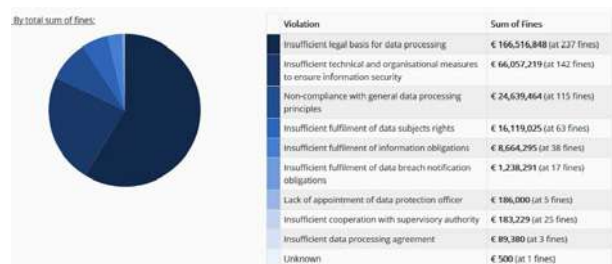 By total sum of fines:
Violation Sum of Fines
Insufficient legal basis for data processing € 166,516,848 (at 237 fines)
Insufficient technical and organisational measures
to ensure information security € 66,057,219 (at 142 fines)
Non-compliance with general data processing
principles € 24,639,464 (at 115 fines)
Insufficient fulfilment of data subjects rights € 16,119,025 (at 63 fines)
Insufficient fulfilment of information obligations € 8,664,295 (at 38 fines)
Insufficient fulfilment of data breach notification
obligations € 1,238,291 (at 17 fines)
Lack of appointment of data protection officer € 186,000 (at 5 fines)
Insufficient cooperation with supervisory authority € 183,229 (at 25 fines)
Insufficient data processing agreement € 89,380 (at 3 fines)
Unknown € 500 (at 1 fines)